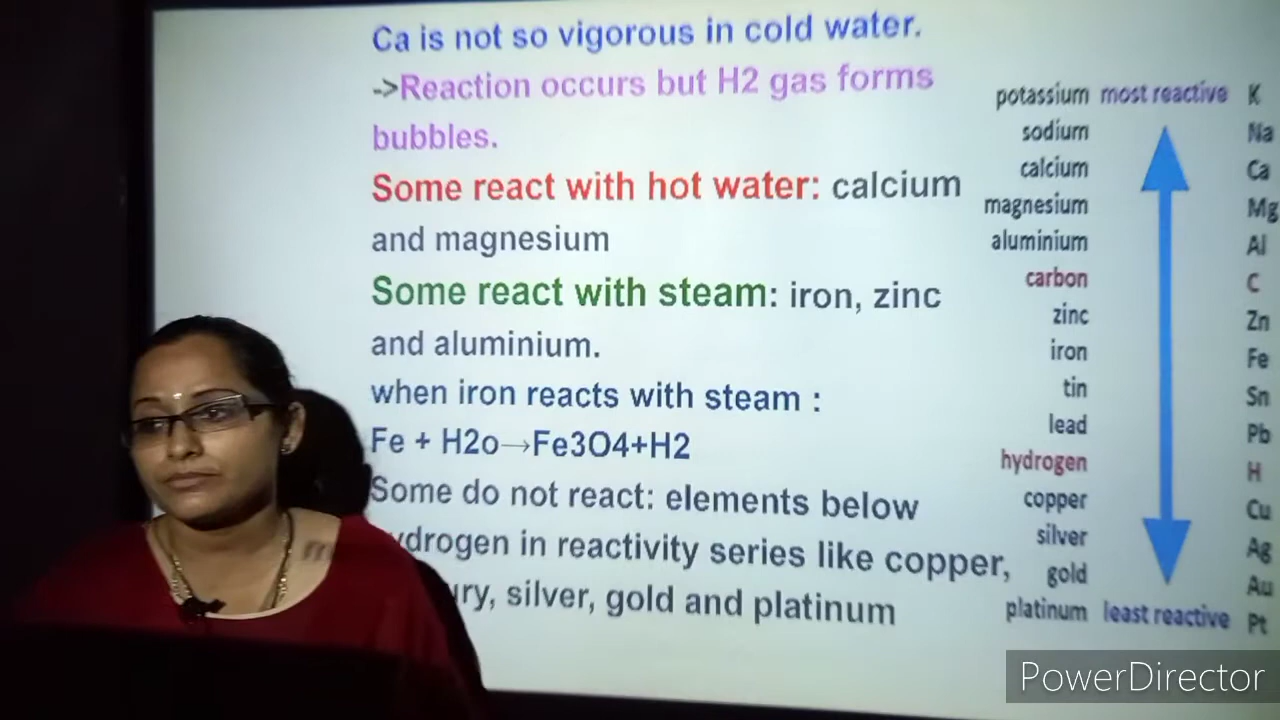 Ca is not so vigorous in cold water.
->Reaction occurs but H2 gas forms
bubbles.
Some react with hot water: calcium
and magnesium
Some react with steam: iron, zinc
and aluminium.
when iron reacts with steam :
Fe + H2o→Fe3O4+H2
Some do not react: elements below
in reactivity series like copper,
silver, gold and platinum
potassium most reactive K
sodium Na
calcium Ca
magnesium Mg
aluminium Al
carbon C
zinc Zn
iron Fe
tin Sn
lead Pb
hydrogen H
copper Cu
silver Ag
gold Au
platinum least reactive Pt
PowerDirector